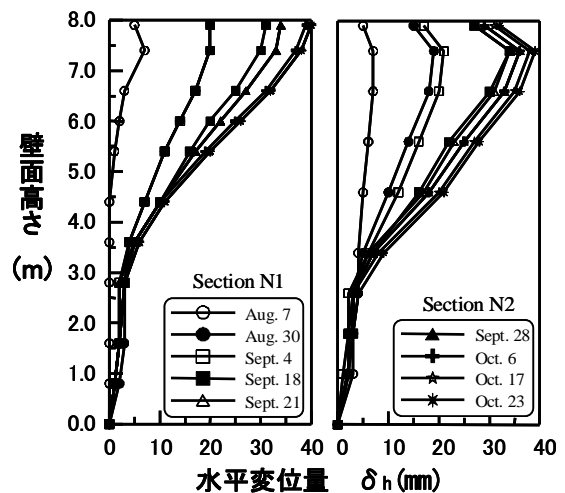 8.0
7.0
6.0
5.0
4.0
3.0
2.0
1.0
0.0
壁面高さ
(m)
Section N1
Aug. 7
Aug. 30
Sept. 4
Sept. 18
Sept. 21
Section N2
Sept. 28
Oct. 6
Oct. 17
Oct. 23
0 10 20 30 40
0 10 20 30 40
水平変位量 δh(mm)